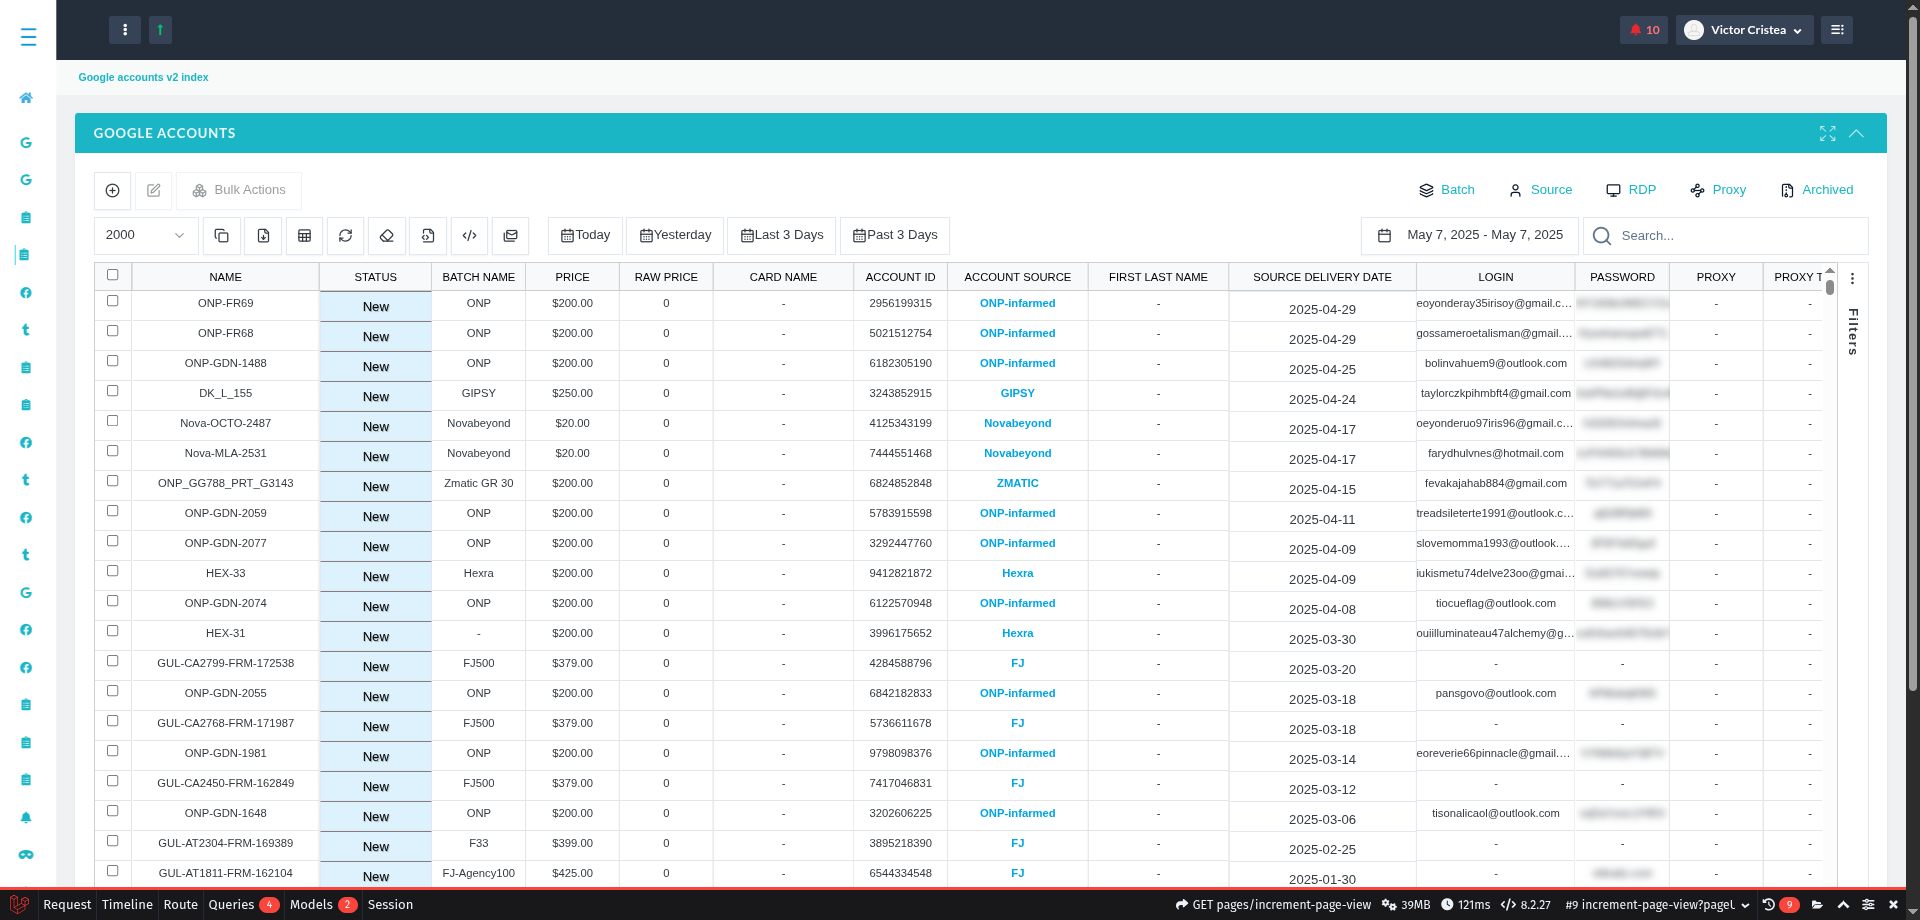 10
Victor Cristea
Google accounts v2 index
GOOGLE ACCOUNTS
Bulk Actions
Batch Source RDP Proxy Archived
2000 Today Yesterday Last 3 Days Past 3 Days May 7, 2025 - May 7, 2025 Search...
NAME STATUS BATCH NAME PRICE RAW PRICE CARD NAME ACCOUNT ID ACCOUNT SOURCE FIRST LAST NAME SOURCE DELIVERY DATE LOGIN PASSWORD PROXY PROXY T
Filters
ONP-FR69 New ONP $200.00 0 - 2956199315 ONP-infarmed - 2025-04-29 eoyonderay35irisoy@gmail.c... - -
ONP-FR68 New ONP $200.00 0 - 5021512754 ONP-infarmed - 2025-04-29 gossameroetalisman@gmail.... - -
ONP-GDN-1488 New ONP $200.00 0 - 6182305190 ONP-infarmed - 2025-04-25 bolinvahuem9@outlook.com - -
DK_L_155 New GIPSY $250.00 0 - 3243852915 GIPSY - 2025-04-24 taylorczkpihmbft4@gmail.com - -
Nova-OCTO-2487 New Novabeyond $20.00 0 - 4125343199 Novabeyond - 2025-04-17 oeyonderuo97iris96@gmail.c... - -
Nova-MLA-2531 New Novabeyond $20.00 0 - 7444551468 Novabeyond - 2025-04-17 farydhulvnes@hotmail.com - -
ONP_GG788_PRT_G3143 New Zmatic GR 30 $200.00 0 - 6824852848 ZMATIC - 2025-04-15 fevakajahab884@gmail.com - -
ONP-GDN-2059 New ONP $200.00 0 - 5783915598 ONP-infarmed - 2025-04-11 treadsileterte1991@outlook.c... - -
ONP-GDN-2077 New ONP $200.00 0 - 3292447760 ONP-infarmed - 2025-04-09 slovemomma1993@outlook.... - -
HEX-33 New Hexra $200.00 0 - 9412821872 Hexra - 2025-04-09 iukismetu74delve23oo@gmai... - -
ONP-GDN-2074 New ONP $200.00 0 - 6122570948 ONP-infarmed - 2025-04-08 tiocueflag@outlook.com - -
HEX-31 New - $200.00 0 - 3996175652 Hexra - 2025-03-30 ouiilluminateau47alchemy@g... - -
GUL-CA2799-FRM-172538 New FJ500 $379.00 0 - 4284588796 FJ - 2025-03-20 - - - -
ONP-GDN-2055 New ONP $200.00 0 - 6842182833 ONP-infarmed - 2025-03-18 pansgovo@outlook.com - -
GUL-CA2768-FRM-171987 New FJ500 $379.00 0 - 5736611678 FJ - 2025-03-18 - - - -
ONP-GDN-1981 New ONP $200.00 0 - 9798098376 ONP-infarmed - 2025-03-14 eoreverie66pinnacle@gmail.... - -
GUL-CA2450-FRM-162849 New FJ500 $379.00 0 - 7417046831 FJ - 2025-03-12 - - - -
ONP-GDN-1648 New ONP $200.00 0 - 3202606225 ONP-infarmed - 2025-03-06 tisonalicaol@outlook.com - -
GUL-AT2304-FRM-169389 New F33 $399.00 0 - 3895218390 FJ - 2025-02-25 - - - -
GUL-AT1811-FRM-162104 New FJ-Agency100 $425.00 0 - 6544334548 FJ - 2025-01-30 - - -
Request Timeline Route Queries 4 Models 2 Session GET pages/increment-page-view 39MB 121ms 8.2.27 #9 increment-page-view?pageU 9